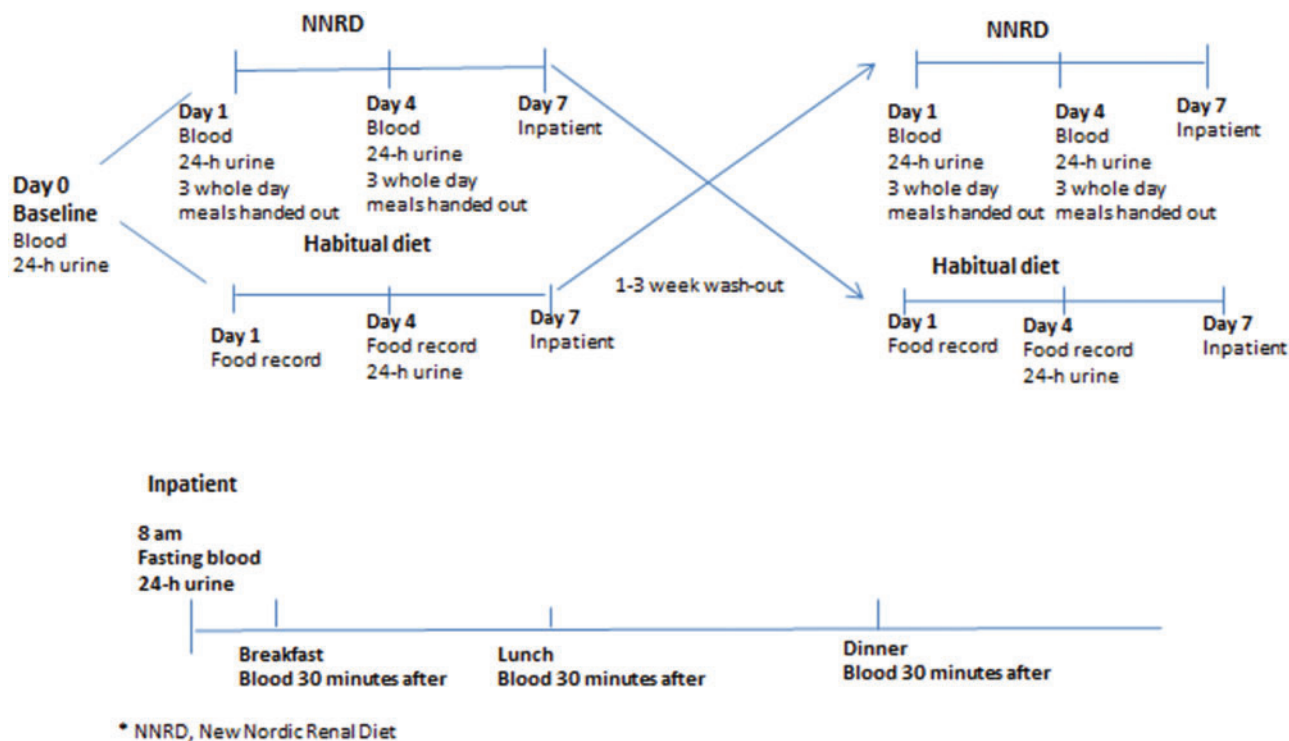 NNRD
Day 1
Blood
24-h urine
3 whole day
meals handed out
Day 4
Blood
24-h urine
3 whole day
meals handed out
Day 7
Inpatient
Day 0
Baseline
Blood
24-h urine
Habitual diet
Day 1
Food record
Day 4
Food record
24-h urine
Day 7
Inpatient
1-3 week wash-out
NNRD
Day 1
Blood
24-h urine
3 whole day
meals handed out
Day 4
Blood
24-h urine
3 whole day
meals handed out
Day 7
Inpatient
Habitual diet
Day 1
Food record
Day 4
Food record
24-h urine
Day 7
Inpatient
Inpatient
8 am
Fasting blood
24-h urine
Breakfast
Blood 30 minutes after
Lunch
Blood 30 minutes after
Dinner
Blood 30 minutes after
* NNRD, New Nordic Renal Diet